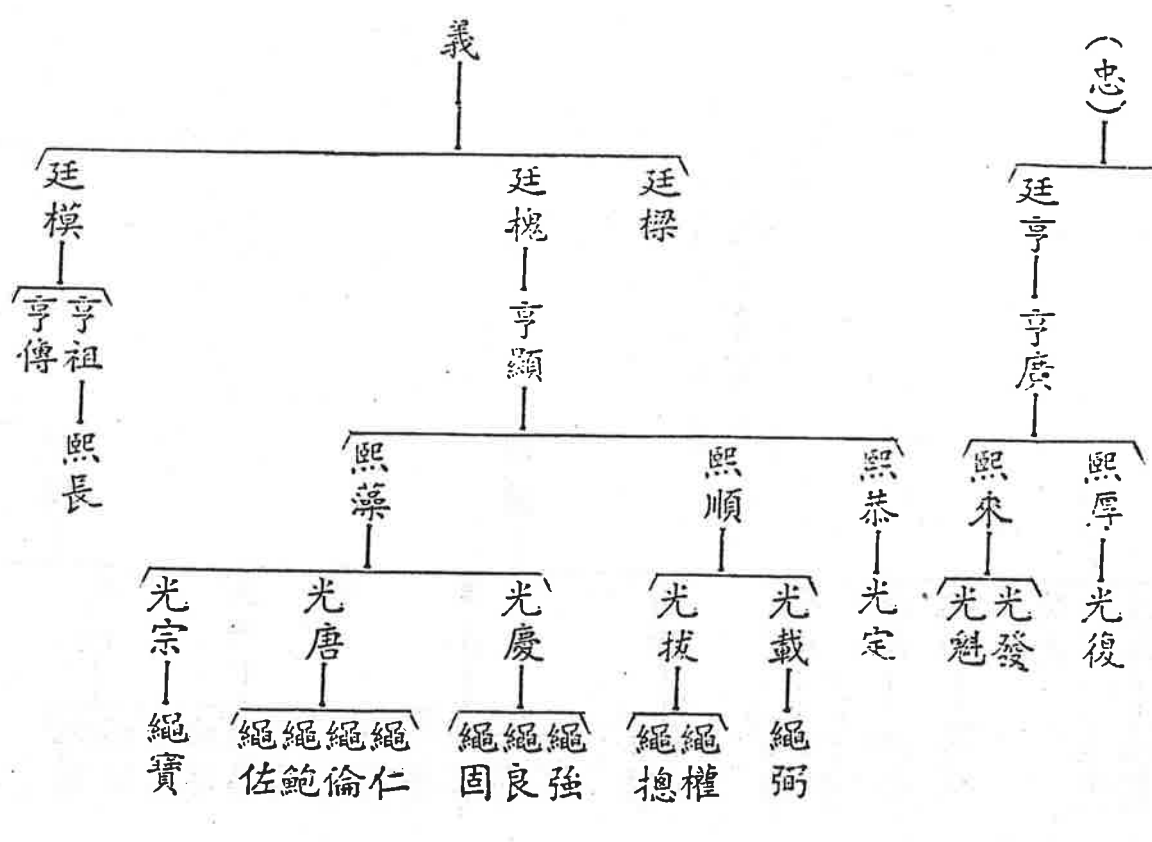 (忠)
廷亨
亨廣
熙厚
熙來
光復
光發
光魁
義
廷樑
廷槐
廷模
亨顯
亨祖
亨傳
熙恭
熙順
熙藻
熙長
光定
光載
光拔
光慶
光唐
光宗
繩弼
繩權
繩摠
繩強
繩良
繩固
繩仁
繩倫
繩鮑
繩佐
繩寶